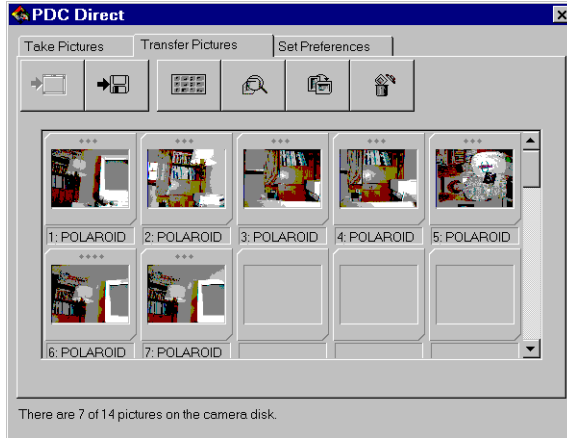 PDC Direct
Take Pictures Transfer Pictures Set Preferences
1: POLAROID 2: POLAROID 3: POLAROID 4: POLAROID 5: POLAROID
6: POLAROID 7: POLAROID
There are 7 of 14 pictures on the camera disk.